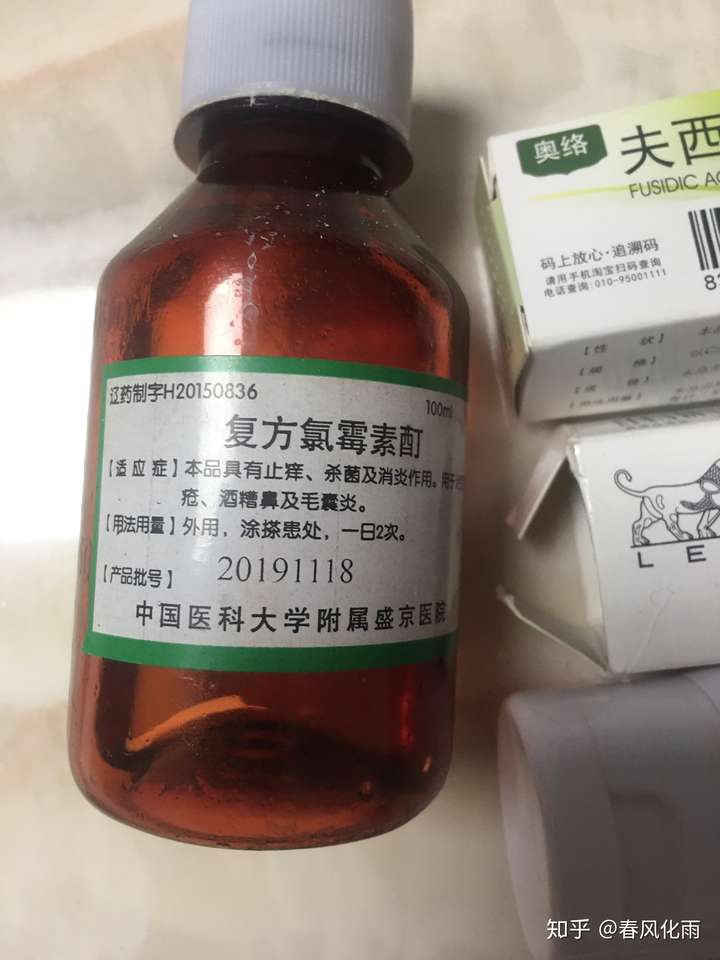 辽药制字H20150836
100ml
复方氯霉素酊
【适应症】本品具有止痒、杀菌及消炎作用。用于
疮、酒糟鼻及毛囊炎。
【用法用量】外用，涂搽患处，一日2次。
【产品批号】 20191118
中国医科大学附属盛京医院
奥络
夫西
FUSIDIC AC
码上放心·追溯码
请用手机淘宝扫码查询
电话查询:010-95001111
【性 状】
LE
知乎 @春风化雨